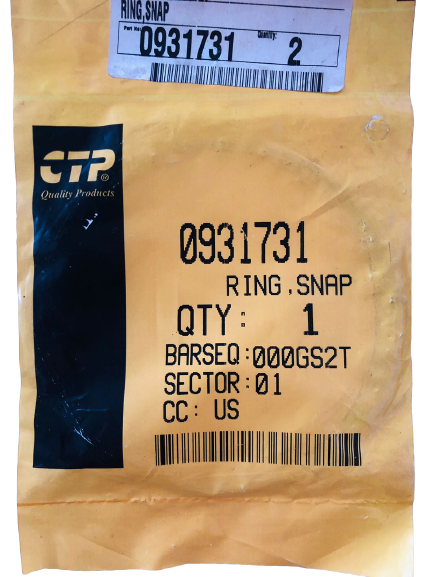 RING,SNAP
Part No.
Quantity:
0931731
2
CTP®
Quality Products
0931731
RING,SNAP
QTY: 1
BARSEQ:000GS2T
SECTOR:01
CC: US